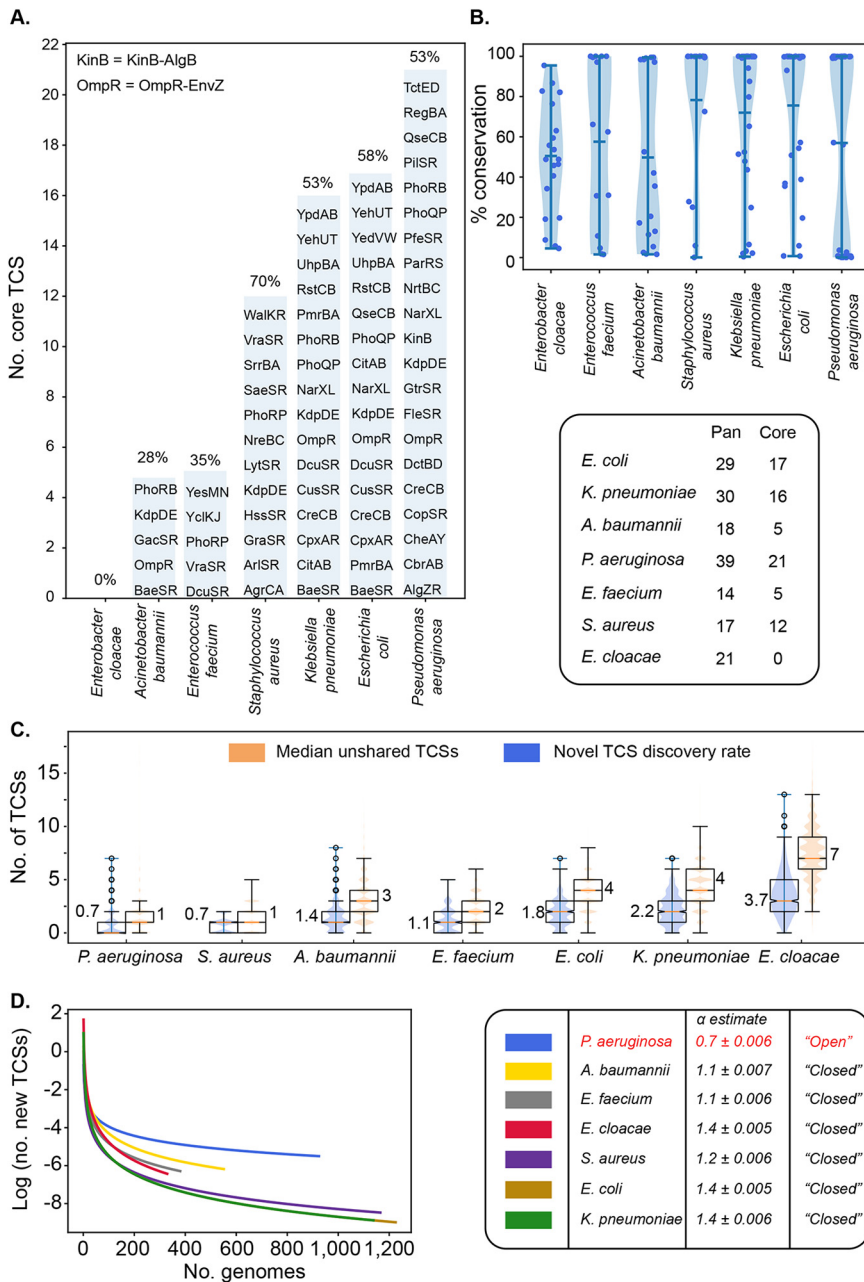 A.
KinB = KinB-AlgB
OmpR = OmpR-EnvZ
No. core TCS
22
20
18
16
14
12
10
8
6
4
2
0
0%
28%
PhoRB
KdpDE
GacSR
OmpR
BaeSR
35%
YesMN
YclKJ
PhoRP
VraSR
DcuSR
70%
WalKR
VraSR
SrrBA
SaeSR
PhoRP
NreBC
LytSR
KdpDE
HssSR
GraSR
ArlSR
AgrCA
53%
YpdAB
YehUT
UhpBA
RstCB
PmrBA
PhoRB
PhoQP
NarXL
KdpDE
OmpR
DcuSR
CusSR
CreCB
CpxAR
CitAB
BaeSR
58%
YpdAB
YehUT
YedVW
UhpBA
RstCB
QseCB
PhoQP
CitAB
NarXL
KdpDE
OmpR
DcuSR
CusSR
CreCB
CpxAR
PmrBA
BaeSR
53%
TctED
RegBA
QseCB
PilSR
PhoRB
PhoQP
PfeSR
ParRS
NrtBC
NarXL
KinB
KdpDE
GtrSR
FleSR
OmpR
DctBD
CreCB
CopSR
CheAY
CbrAB
AlgZR
Enterobacter
cloacae
Acinetobacter
baumannii
Enterococcus
faecium
Staphylococcus
aureus
Klebsiella
pneumoniae
Escherichia
coli
Pseudomonas
aeruginosa
B.
% conservation
100
80
60
40
20
0
Enterobacter
cloacae
Enterococcus
faecium
Acinetobacter
baumannii
Staphylococcus
aureus
Klebsiella
pneumoniae
Escherichia
coli
Pseudomonas
aeruginosa
Pan Core
E. coli 29 17
K. pneumoniae 30 16
A. baumannii 18 5
P. aeruginosa 39 21
E. faecium 14 5
S. aureus 17 12
E. cloacae 21 0
C.
Median unshared TCSs
Novel TCS discovery rate
No. of TCSs
15
10
5
0
0.7 1
0.7 1
1.4 3
1.1 2
1.8 4
2.2 4
3.7 7
P. aeruginosa S. aureus A. baumannii E. faecium E. coli K. pneumoniae E. cloacae
D.
Log (no. new TCSs)
2
0
-2
-4
-6
-8
0 200 400 600 800 1,000 1,200
No. genomes
α estimate
P. aeruginosa 0.7 ± 0.006 "Open"
A. baumannii 1.1 ± 0.007 "Closed"
E. faecium 1.1 ± 0.006 "Closed"
E. cloacae 1.4 ± 0.005 "Closed"
S. aureus 1.2 ± 0.006 "Closed"
E. coli 1.4 ± 0.005 "Closed"
K. pneumoniae 1.4 ± 0.006 "Closed"